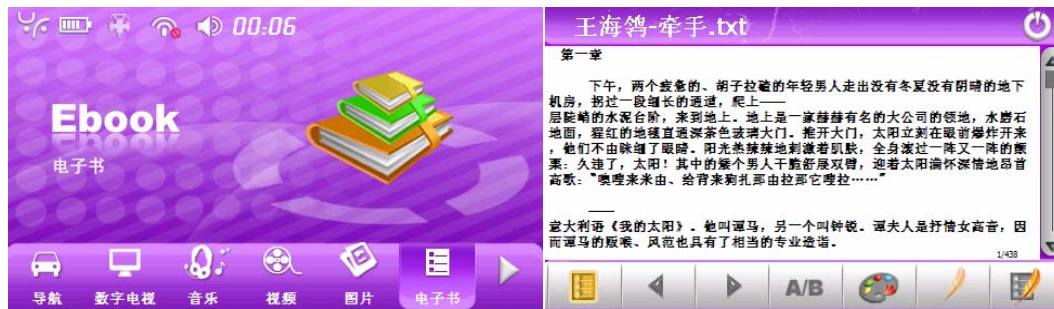 00:06
Ebook
电子书
导航 数字电视 音乐 视频 图片 电子书
王海鸰-牵手.txt
第一章
下午，两个疲惫的、胡子拉碴的年轻男人走出没有冬夏没有阴晴的地下
机房，拐过一段细长的通道，爬上——
层陡峭的水泥台阶，来到地上。地上是一家赫赫有名的大公司的领地，水磨石
地面，猩红的地毯直通深茶色玻璃大门。推开大门，太阳立刻在眼前爆炸开来
，他们不由眯细了眼睛。阳光热辣辣地刺激着肌肤，全身滚过一阵又一阵的颤
栗：久违了，太阳！其中的矮个男人干脆舒展双臂，迎着太阳满怀深情地昂首
高歌：“噢哩来来米由、给背来莉扎那由拉那它哩拉……”
——
意大利语《我的太阳》。他叫谭马，另一个叫钟锐。谭夫人是抒情女高音，因
而谭马的歌喉、风范也具有了相当的专业造诣。
1/438
A/B